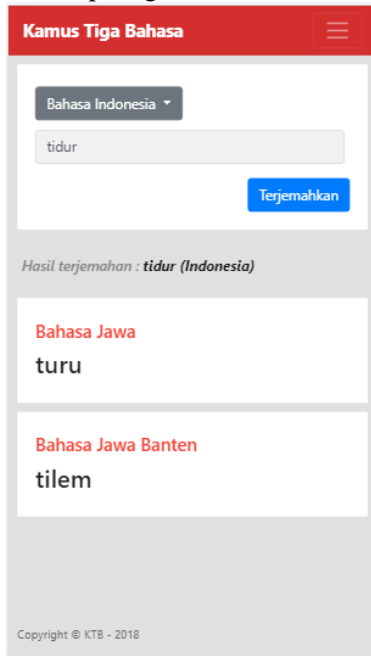 Kamus Tiga Bahasa
Bahasa Indonesia
tidur
Terjemahkan
Hasil terjemahan : tidur (Indonesia)
Bahasa Jawa
turu
Bahasa Jawa Banten
tilem
Copyright © KTB - 2018